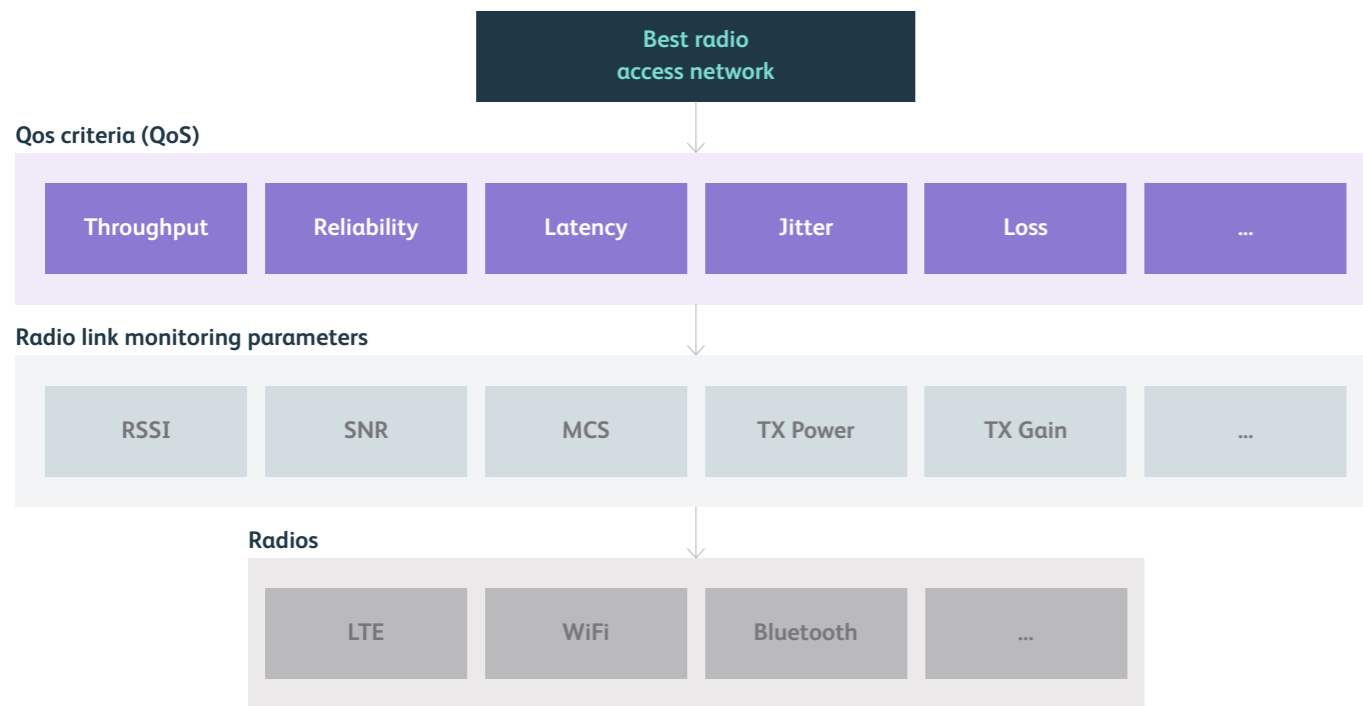 Best radio
access network
Qos criteria (QoS)
Throughput
Reliability
Latency
Jitter
Loss
...
Radio link monitoring parameters
RSSI
SNR
MCS
TX Power
TX Gain
...
Radios
LTE
WiFi
Bluetooth
...